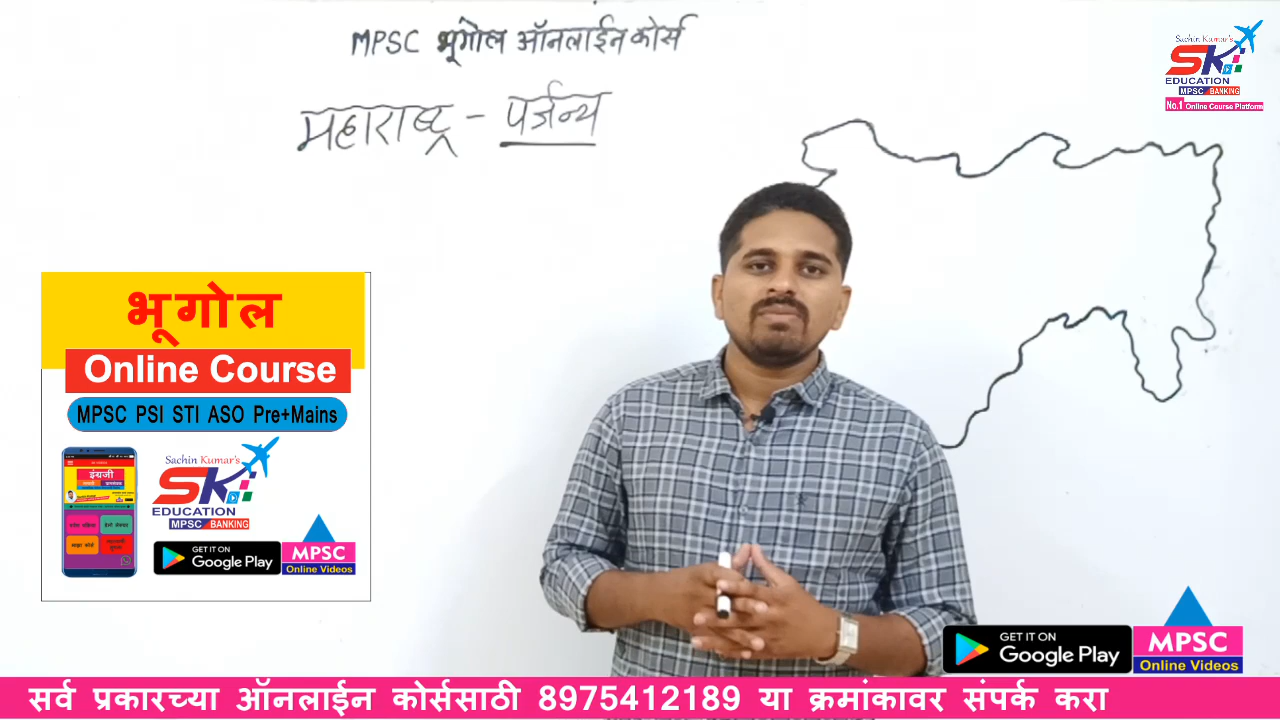 MPSC भूगोल ऑनलाईन कोर्स
महाराष्ट्र - पर्जन्य
Sachin Kumar's
SK
EDUCATION
MPSC BANKING
No.1 Online Course Platform
भूगोल
Online Course
MPSC PSI STI ASO Pre+Mains
इंग्रजी
Sachin Kumar's
SK
EDUCATION
MPSC BANKING
GET IT ON
Google Play
MPSC
Online Videos
GET IT ON
Google Play
MPSC
Online Videos
सर्व प्रकारच्या ऑनलाईन कोर्ससाठी 8975412189 या क्रमांकावर संपर्क करा